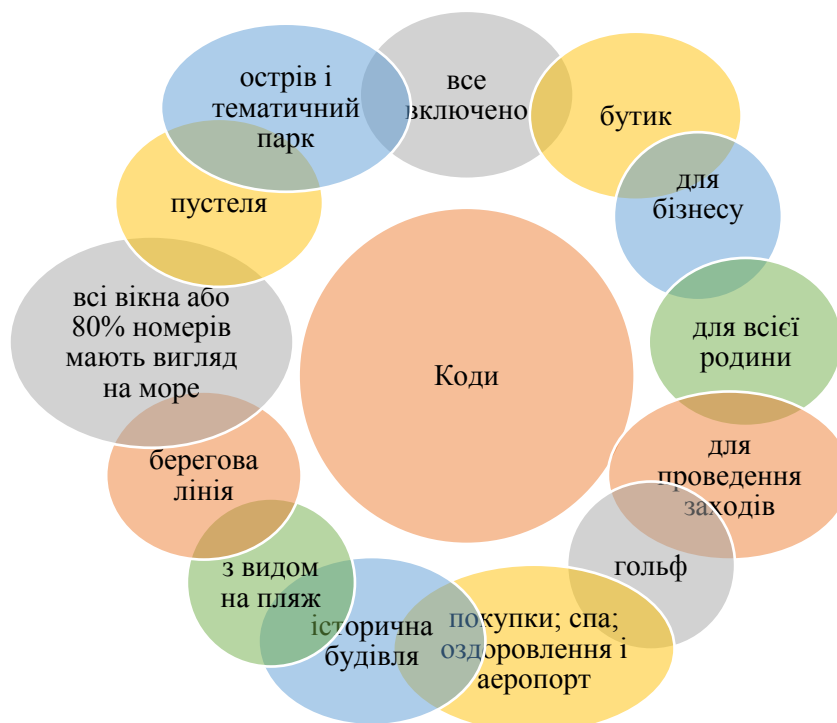 все
включено
бутик
для
бізнесу
для всієї
родини
для
проведення
заходів
гольф
покупки; спа;
оздоровлення і
аеропорт
історична
будівля
з видом
на пляж
берегова
лінія
всі вікна або
80% номерів
мають вигляд
на море
пустеля
острів і
тематичний
парк
Коди